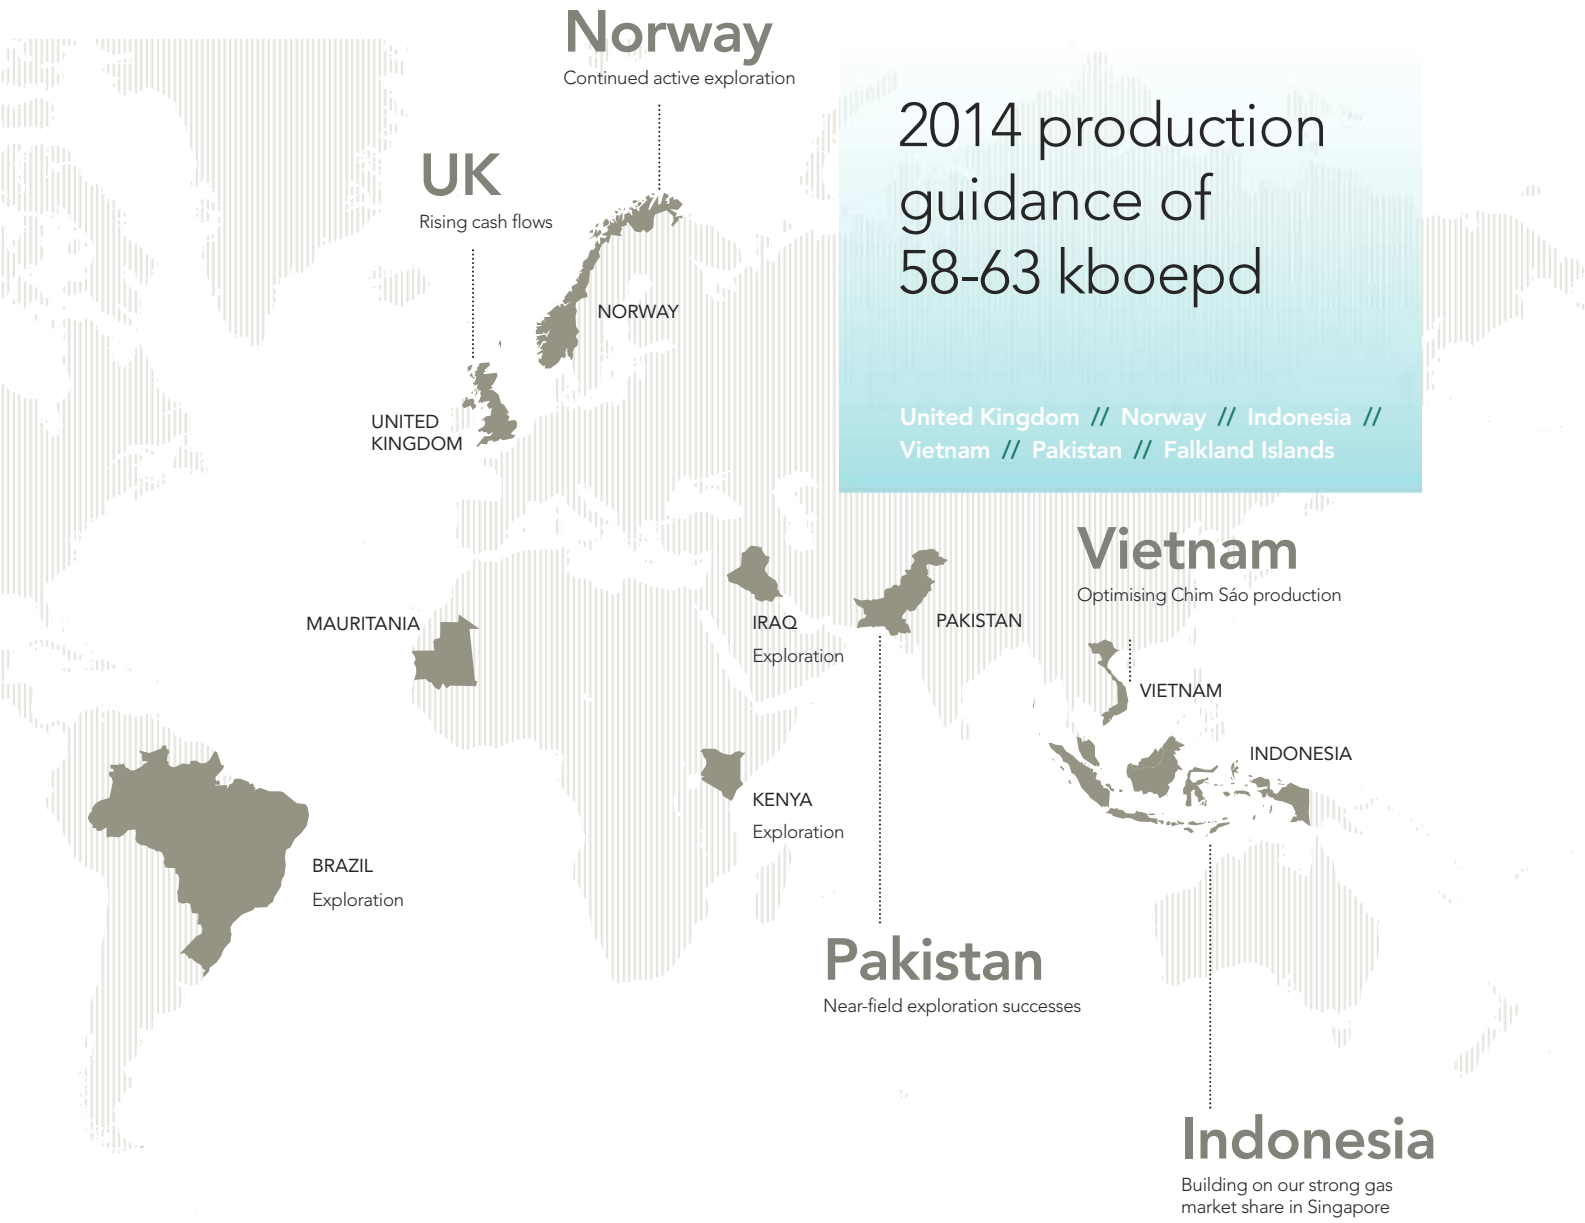 Norway
Continued active exploration
2014 production
guidance of
58-63 kboepd
United Kingdom // Norway // Indonesia //
Vietnam // Pakistan // Falkland Islands
UK
Rising cash flows
NORWAY
UNITED
KINGDOM
Vietnam
Optimising Chim Sáo production
MAURITANIA
IRAQ
Exploration
PAKISTAN
VIETNAM
INDONESIA
KENYA
Exploration
BRAZIL
Exploration
Pakistan
Near-field exploration successes
Indonesia
Building on our strong gas
market share in Singapore